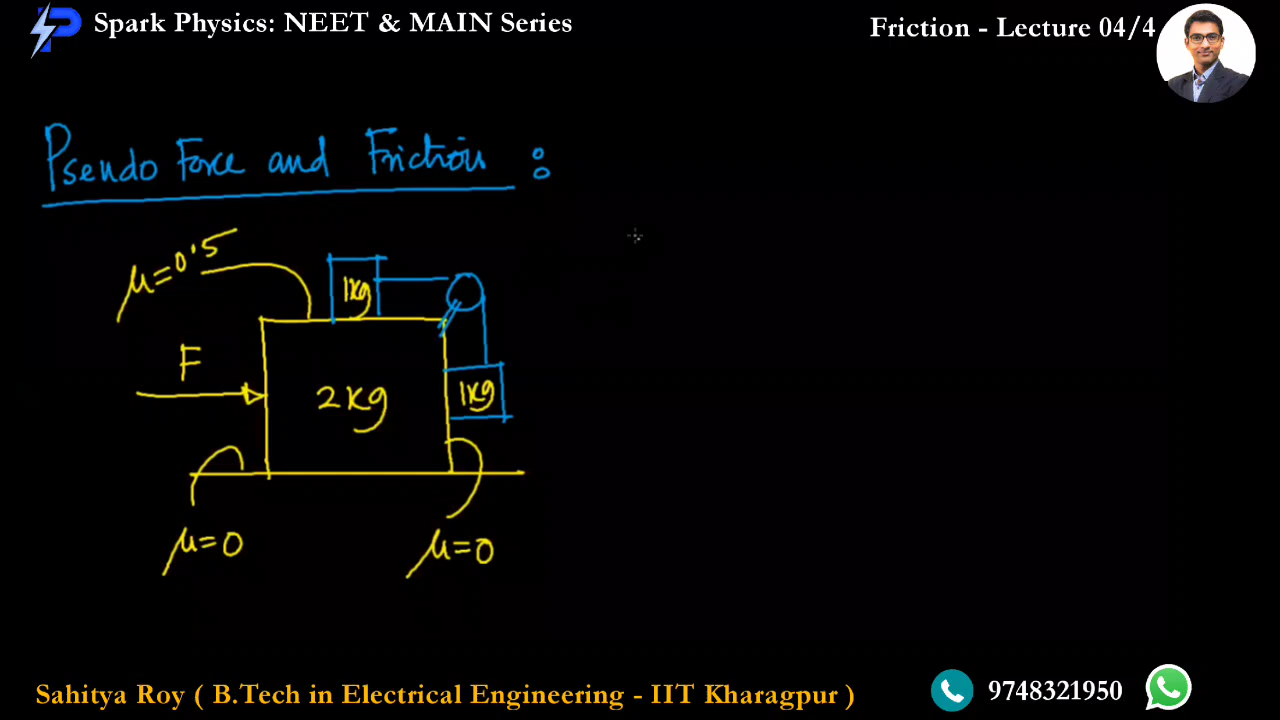 Spark Physics: NEET & MAIN Series
Friction - Lecture 04/4
Psendo Force and Friction :
μ=0.5
1kg
F
2kg
1kg
μ=0
μ=0
Sahitya Roy ( B.Tech in Electrical Engineering - IIT Kharagpur )
9748321950